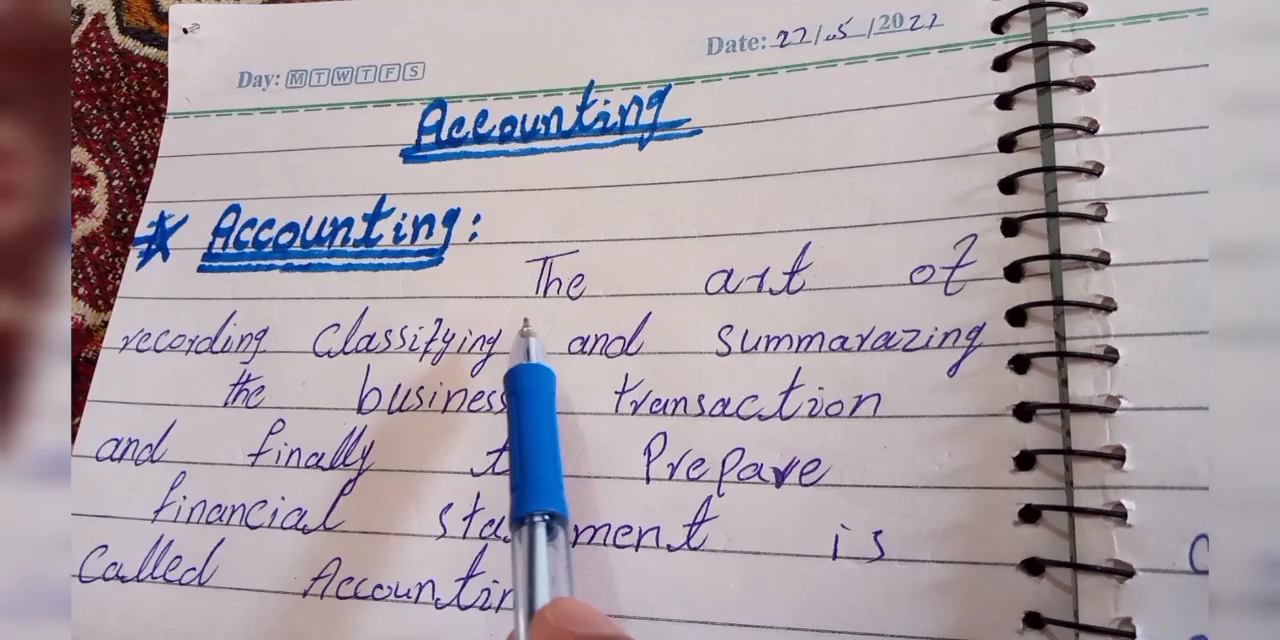 Date: 27/05/2022
Day: M T W T F S
Accounting
Accounting:
The art of
recording Classifying and summarazing
the business transaction
and finally Prepare
financial is
Called